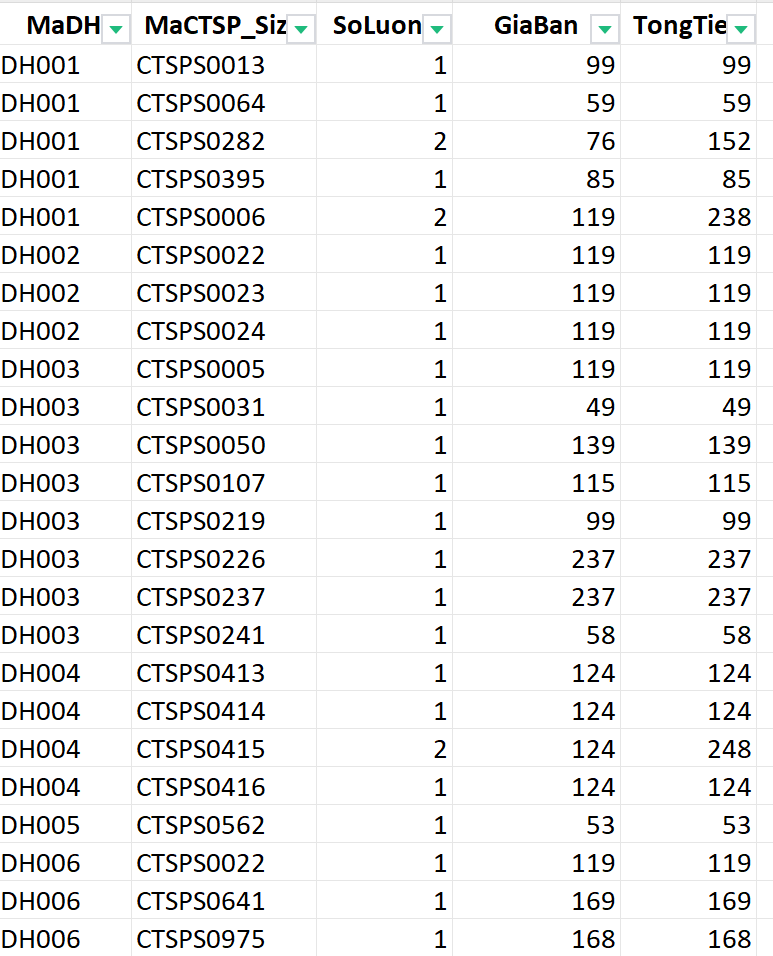 MaDH MaCTSP_Siz SoLuon GiaBan TongTie
DH001 CTSPS0013 1 99 99
DH001 CTSPS0064 1 59 59
DH001 CTSPS0282 2 76 152
DH001 CTSPS0395 1 85 85
DH001 CTSPS0006 2 119 238
DH002 CTSPS0022 1 119 119
DH002 CTSPS0023 1 119 119
DH002 CTSPS0024 1 119 119
DH003 CTSPS0005 1 119 119
DH003 CTSPS0031 1 49 49
DH003 CTSPS0050 1 139 139
DH003 CTSPS0107 1 115 115
DH003 CTSPS0219 1 99 99
DH003 CTSPS0226 1 237 237
DH003 CTSPS0237 1 237 237
DH003 CTSPS0241 1 58 58
DH004 CTSPS0413 1 124 124
DH004 CTSPS0414 1 124 124
DH004 CTSPS0415 2 124 248
DH004 CTSPS0416 1 124 124
DH005 CTSPS0562 1 53 53
DH006 CTSPS0022 1 119 119
DH006 CTSPS0641 1 169 169
DH006 CTSPS0975 1 168 168